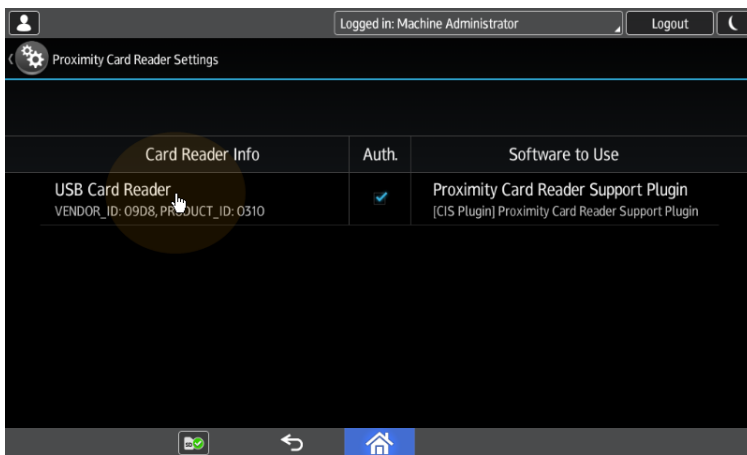 Logged in: Machine Administrator
Logout
Proximity Card Reader Settings
Card Reader Info Auth. Software to Use
USB Card Reader Proximity Card Reader Support Plugin
VENDOR_ID: 09D8, PRODUCT_ID: 0310 [CIS Plugin] Proximity Card Reader Support Plugin